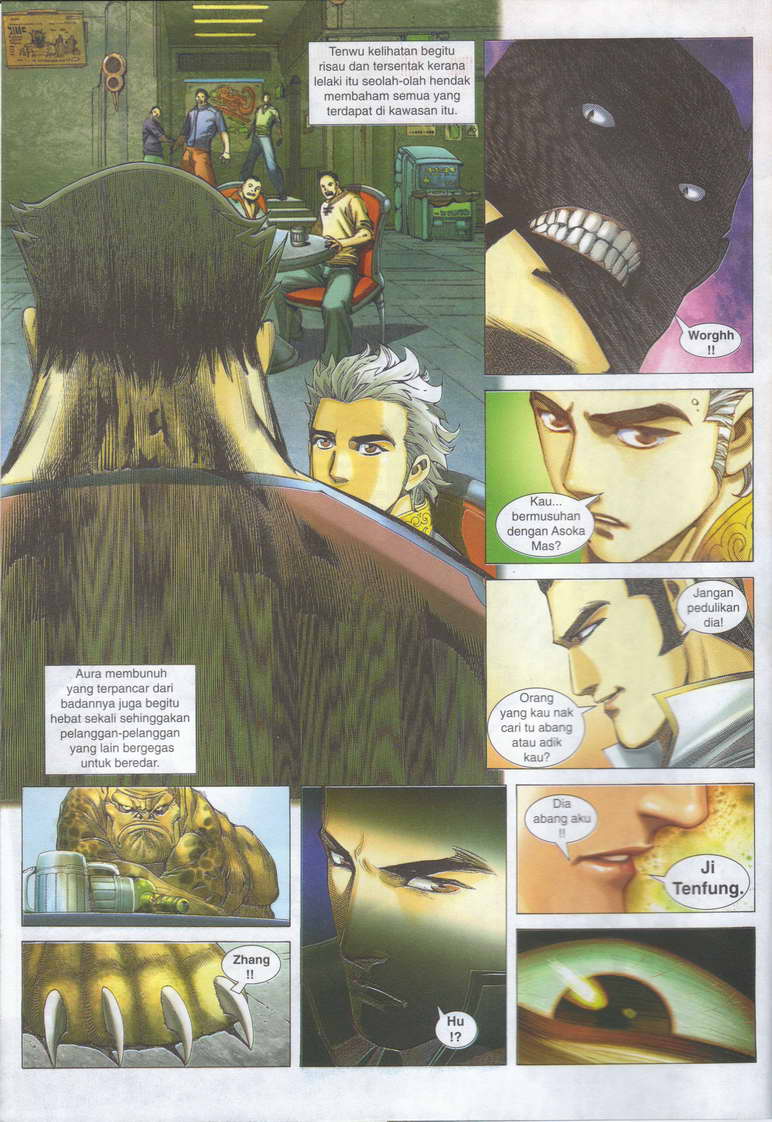 Tenwu kelihatan begitu
risau dan tersentak kerana
lelaki itu seolah-olah hendak
membaham semua yang
terdapat di kawasan itu.
Worghh
!!
Kau...
bermusuhan
dengan Asoka
Mas?
Jangan
pedulikan
dia!
Orang
yang kau nak
cari tu abang
atau adik
kau?
Aura membunuh
yang terpancar dari
badannya juga begitu
hebat sekali sehinggakan
pelanggan-pelanggan
yang lain bergegas
untuk beredar.
Dia
abang aku
!!
Ji
Tenfung.
Zhang
!!
Hu
!?